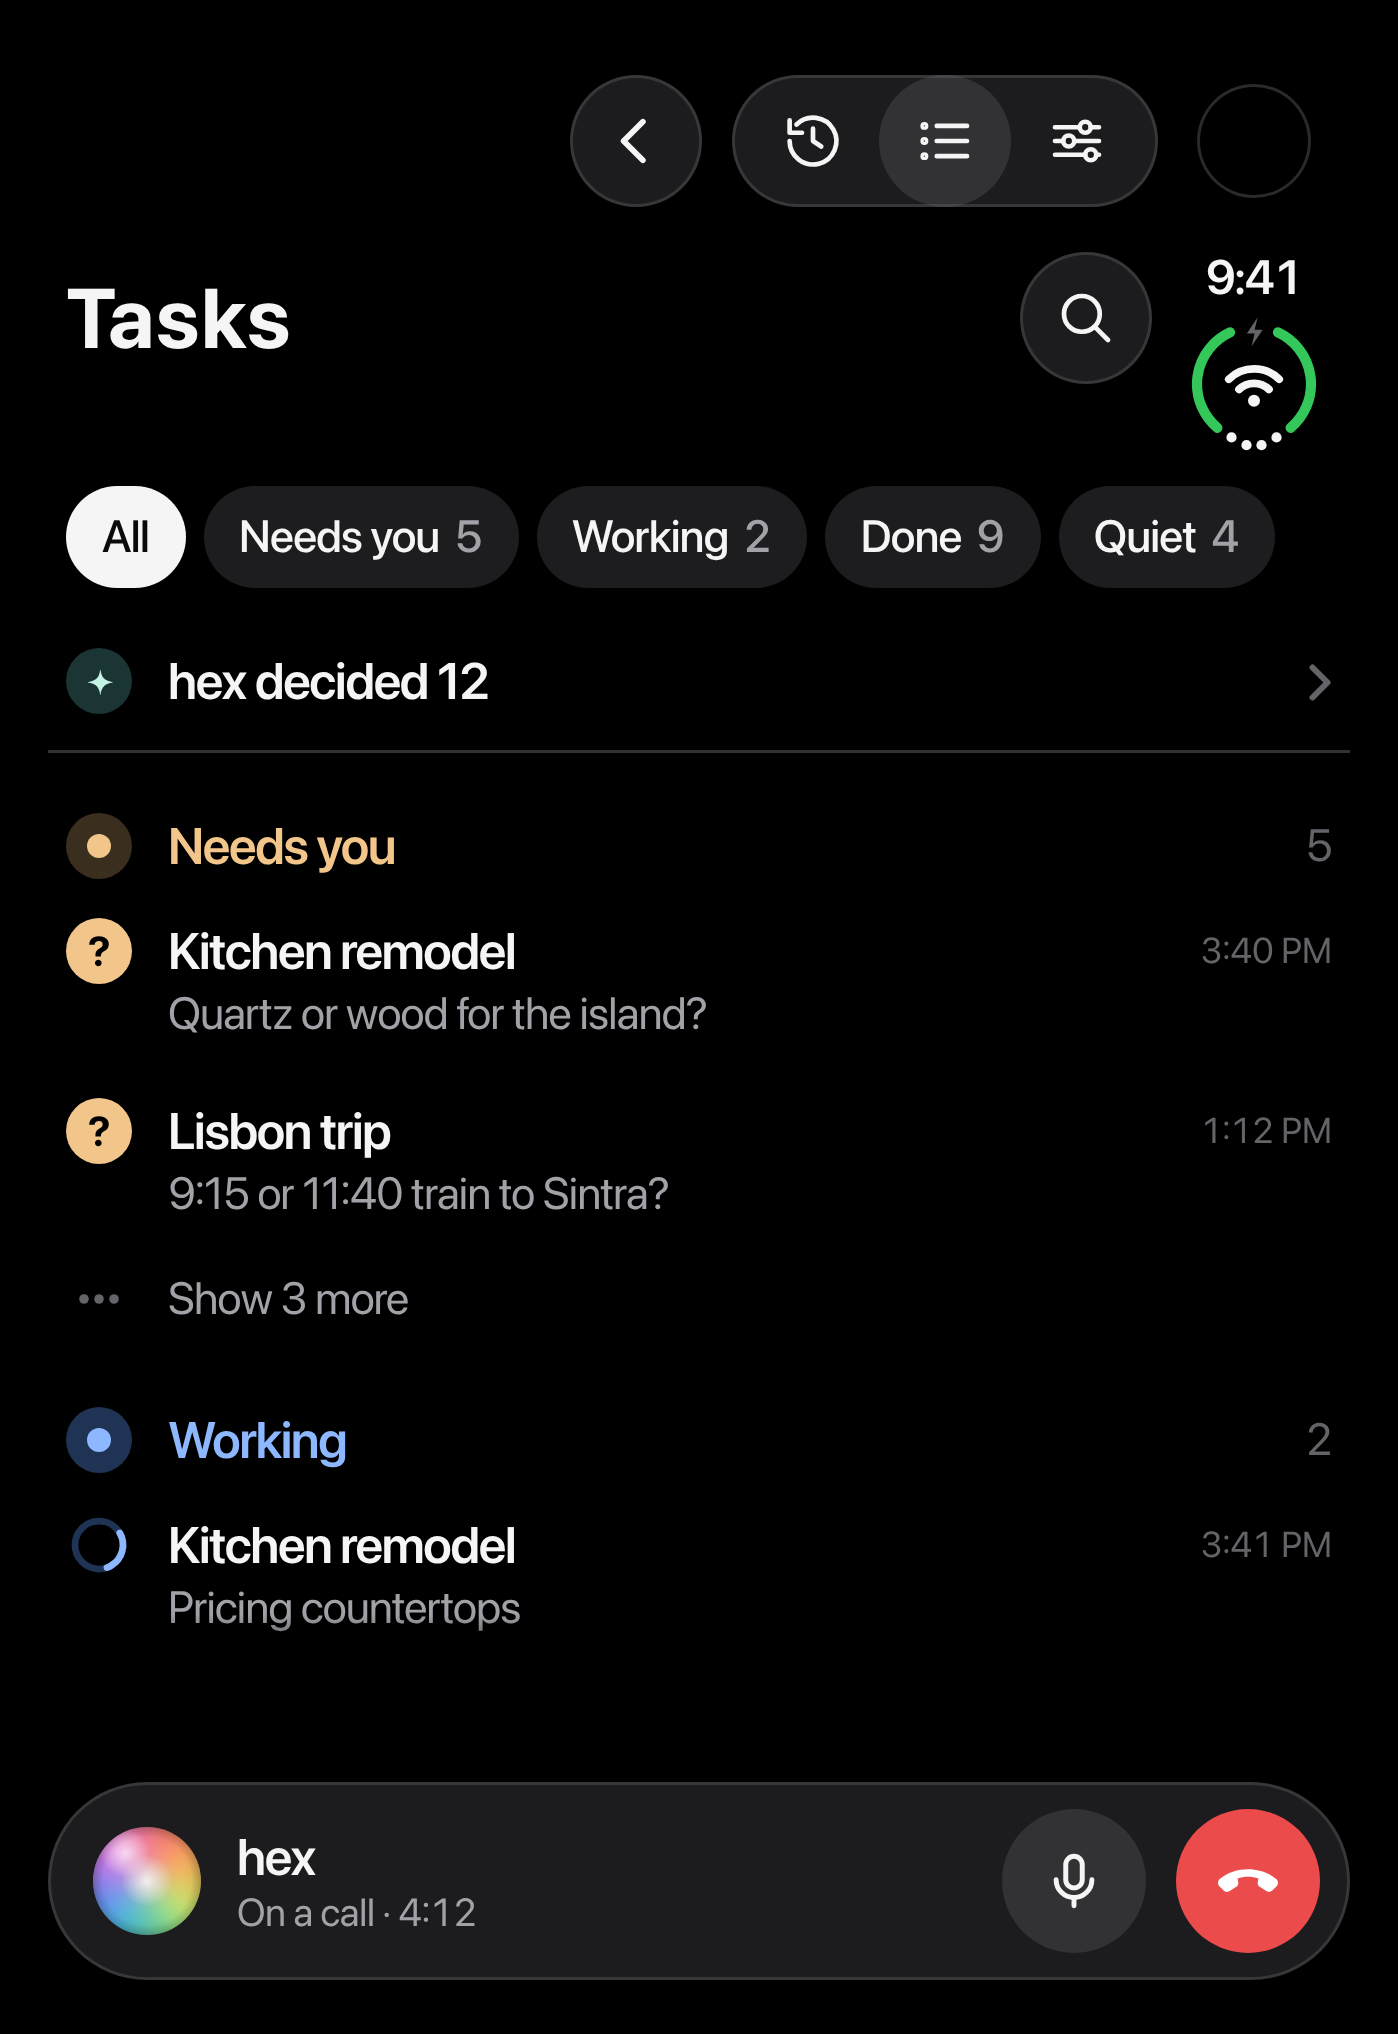 Tasks
9:41
All
Needs you 5
Working 2
Done 9
Quiet 4
hex decided 12
Needs you
5
?
Kitchen remodel
3:40 PM
Quartz or wood for the island?
?
Lisbon trip
1:12 PM
9:15 or 11:40 train to Sintra?
Show 3 more
Working
2
Kitchen remodel
3:41 PM
Pricing countertops
hex
On a call · 4:12